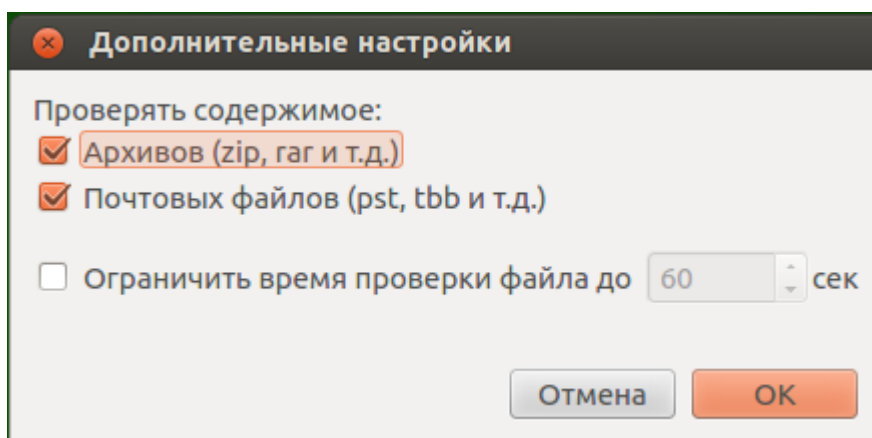 Дополнительные настройки
Проверять содержимое:
Архивов (zip, rar и т.д.)
Почтовых файлов (pst, tbb и т.д.)
Ограничить время проверки файла до 60 сек
Отмена OK